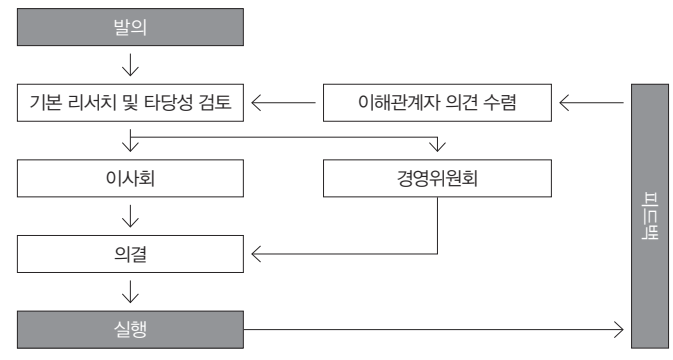 발의
기본 리서치 및 타당성 검토
이해관계자 의견 수렴
이사회
경영위원회
피드백
의결
실행